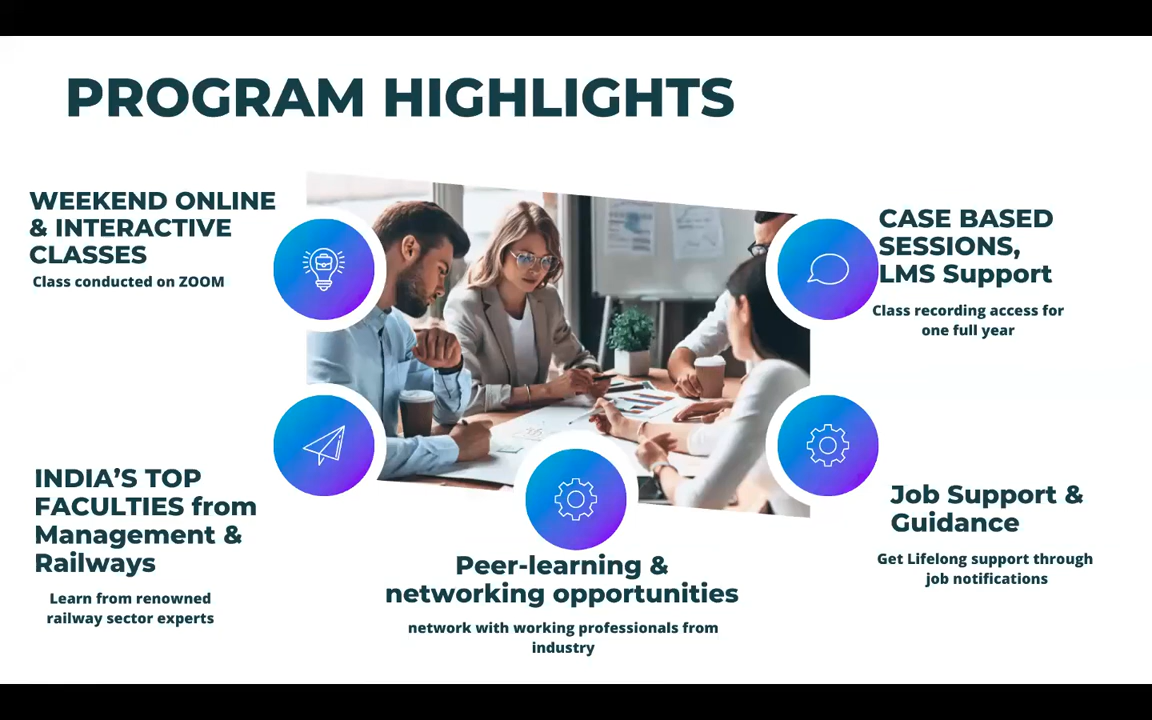 PROGRAM HIGHLIGHTS
WEEKEND ONLINE
& INTERACTIVE
CLASSES
Class conducted on ZOOM
CASE BASED
SESSIONS,
LMS Support
Class recording access for
one full year
INDIA’S TOP
FACULTIES from
Management &
Railways
Learn from renowned
railway sector experts
Peer-learning &
networking opportunities
network with working professionals from
industry
Job Support &
Guidance
Get Lifelong support through
job notifications